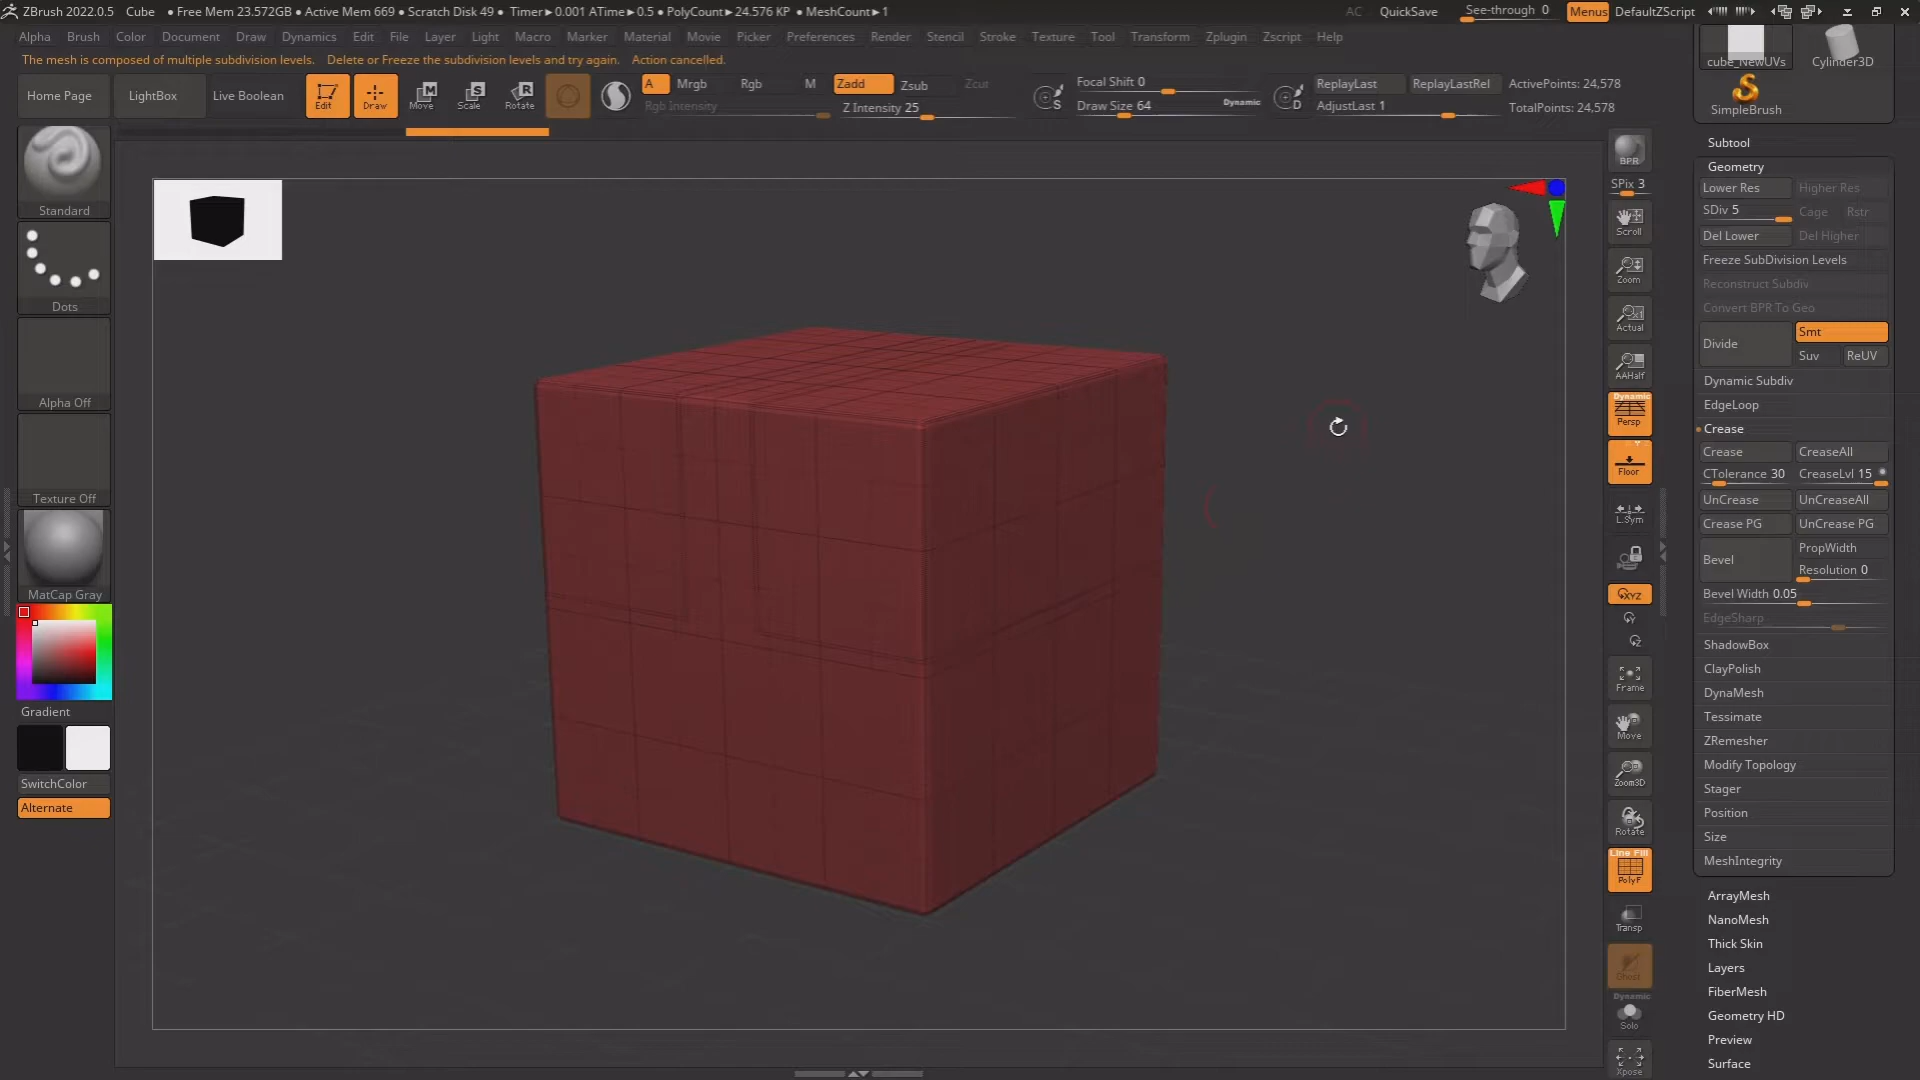 ZBrush 2022.0.5 Cube • Free Mem 23.572GB • Active Mem 669 • Scratch Disk 49 • Timer►0.001 ATime►0.5 • PolyCount►24.576 KP • MeshCount►1 AC QuickSave See-through 0 Menus DefaultZScript
Alpha Brush Color Document Draw Dynamics Edit File Layer Light Macro Marker Material Movie Picker Preferences Render Stencil Stroke Texture Tool Transform Zplugin Zscript Help
The mesh is composed of multiple subdivision levels. Delete or Freeze the subdivision levels and try again. Action cancelled.
Home Page LightBox Live Boolean Edit Draw Move Scale Rotate
A Mrgb Rgb M Zadd Zsub Zcut
Rgb Intensity Z Intensity 25
S Focal Shift 0
Draw Size 64 Dynamic
D ReplayLast ReplayLastRel ActivePoints: 24,578
AdjustLast 1 TotalPoints: 24,578
Standard
Dots
Alpha Off
Texture Off
MatCap Gray
Gradient
SwitchColor
Alternate
BPR
SPix 3
Scroll
Zoom
Actual
AAHalf
Dynamic
Persp
Floor
L.Sym
XYZ
Y
Z
Frame
Move
Zoom3D
Rotate
Line Fill
PolyF
Transp
Ghost
Dynamic
Solo
Xpose
cube_NewUVs Cylinder3D
SimpleBrush
Subtool
Geometry
Lower Res Higher Res
SDiv 5 Cage Rstr
Del Lower Del Higher
Freeze SubDivision Levels
Reconstruct Subdiv
Convert BPR To Geo
Divide Smt
Suv ReUV
Dynamic Subdiv
EdgeLoop
Crease
Crease CreaseAll
CTolerance 30 CreaseLvl 15
UnCrease UnCreaseAll
Crease PG UnCrease PG
Bevel PropWidth
Resolution 0
Bevel Width 0.05
EdgeSharp
ShadowBox
ClayPolish
DynaMesh
Tessimate
ZRemesher
Modify Topology
Stager
Position
Size
MeshIntegrity
ArrayMesh
NanoMesh
Thick Skin
Layers
FiberMesh
Geometry HD
Preview
Surface